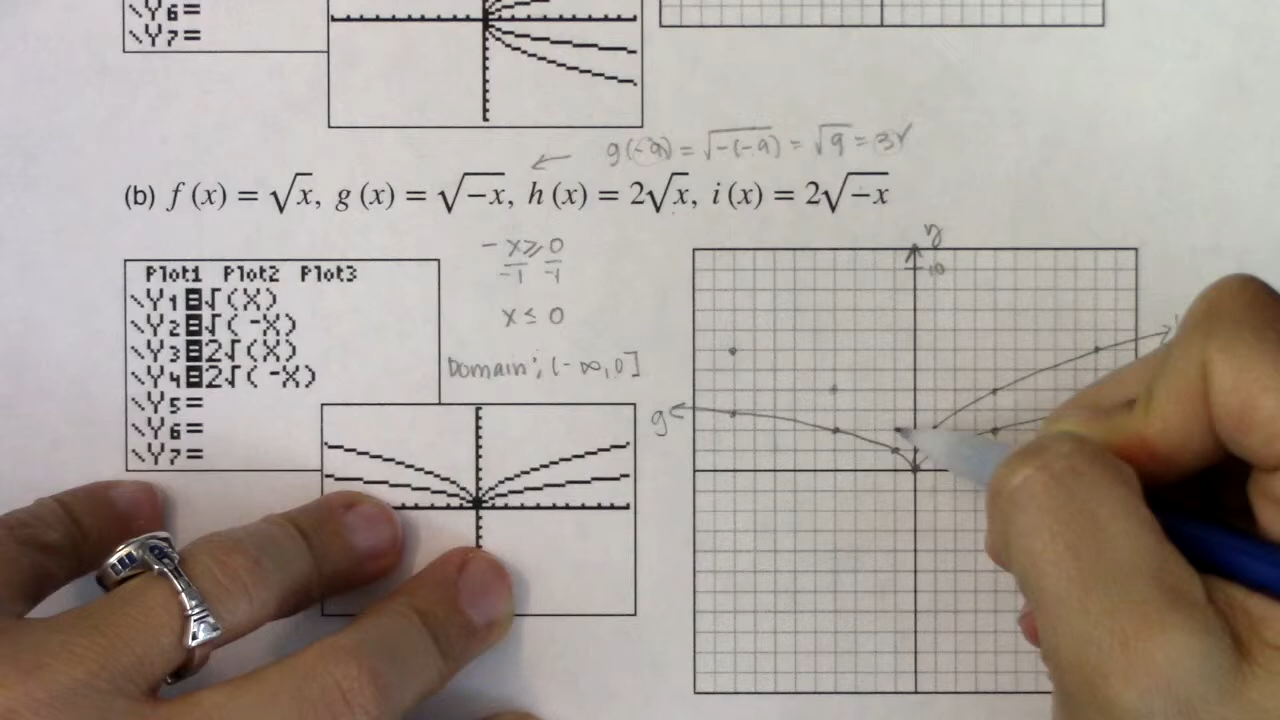 \Y6=
\Y7=
g(-9) = √-(-9) = √9 = 3✓
←
(b) f(x) = √x, g(x) = √-x, h(x) = 2√x, i(x) = 2√-x
-x ≥ 0
-1 -1
x ≤ 0
Domain: (-∞,0]
Plot1 Plot2 Plot3
\Y1=√(X)
\Y2=√(-X)
\Y3=2√(X)
\Y4=2√(-X)
\Y5=
\Y6=
\Y7=
y
10
g